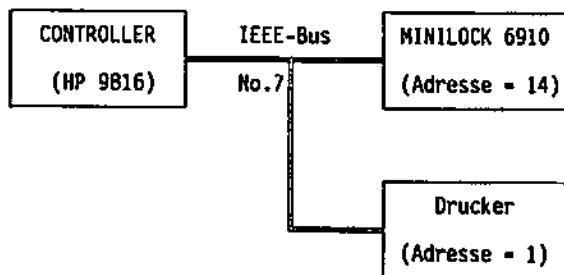 CONTROLLER
(HP 9816)
IEEE-Bus
No.7
MINILOCK 6910
(Adresse = 14)
Drucker
(Adresse = 1)